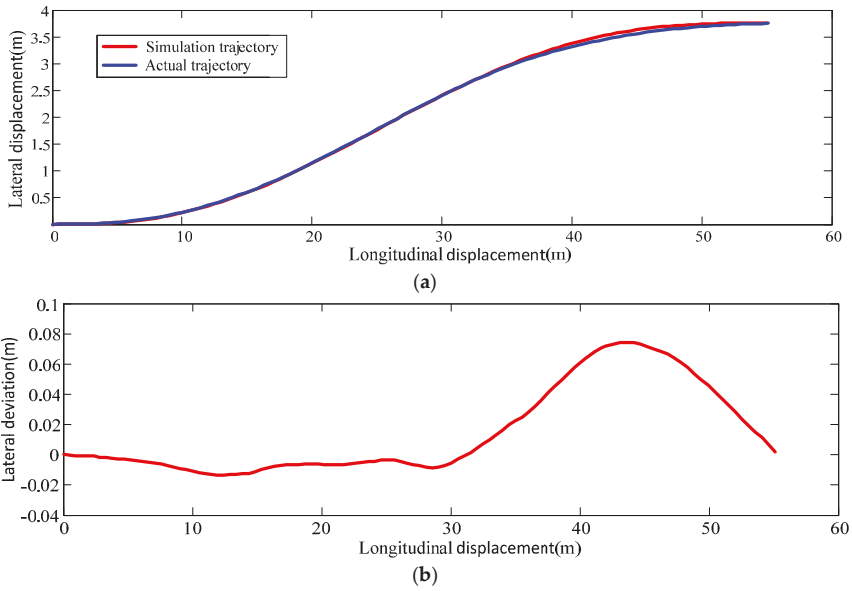 4
3.5
3
2.5
2
1.5
1
0.5
Lateral displacement(m)
Simulation trajectory
Actual trajectory
0 10 20 30 40 50 60
Longitudinal displacement(m)
(a)
0.1
0.08
0.06
0.04
0.02
0
-0.02
-0.04
Lateral deviation(m)
0 10 20 30 40 50 60
Longitudinal displacement(m)
(b)